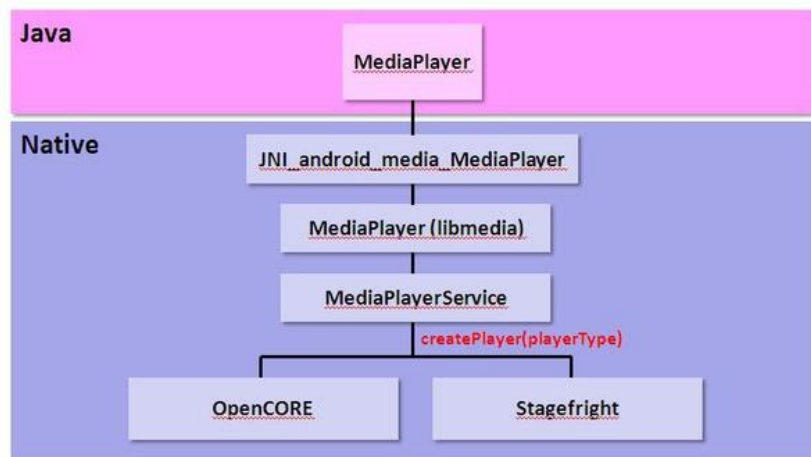 Java
MediaPlayer
Native
JNI_android_media_MediaPlayer
MediaPlayer (libmedia)
MediaPlayerService
createPlayer(playerType)
OpenCORE
Stagefright